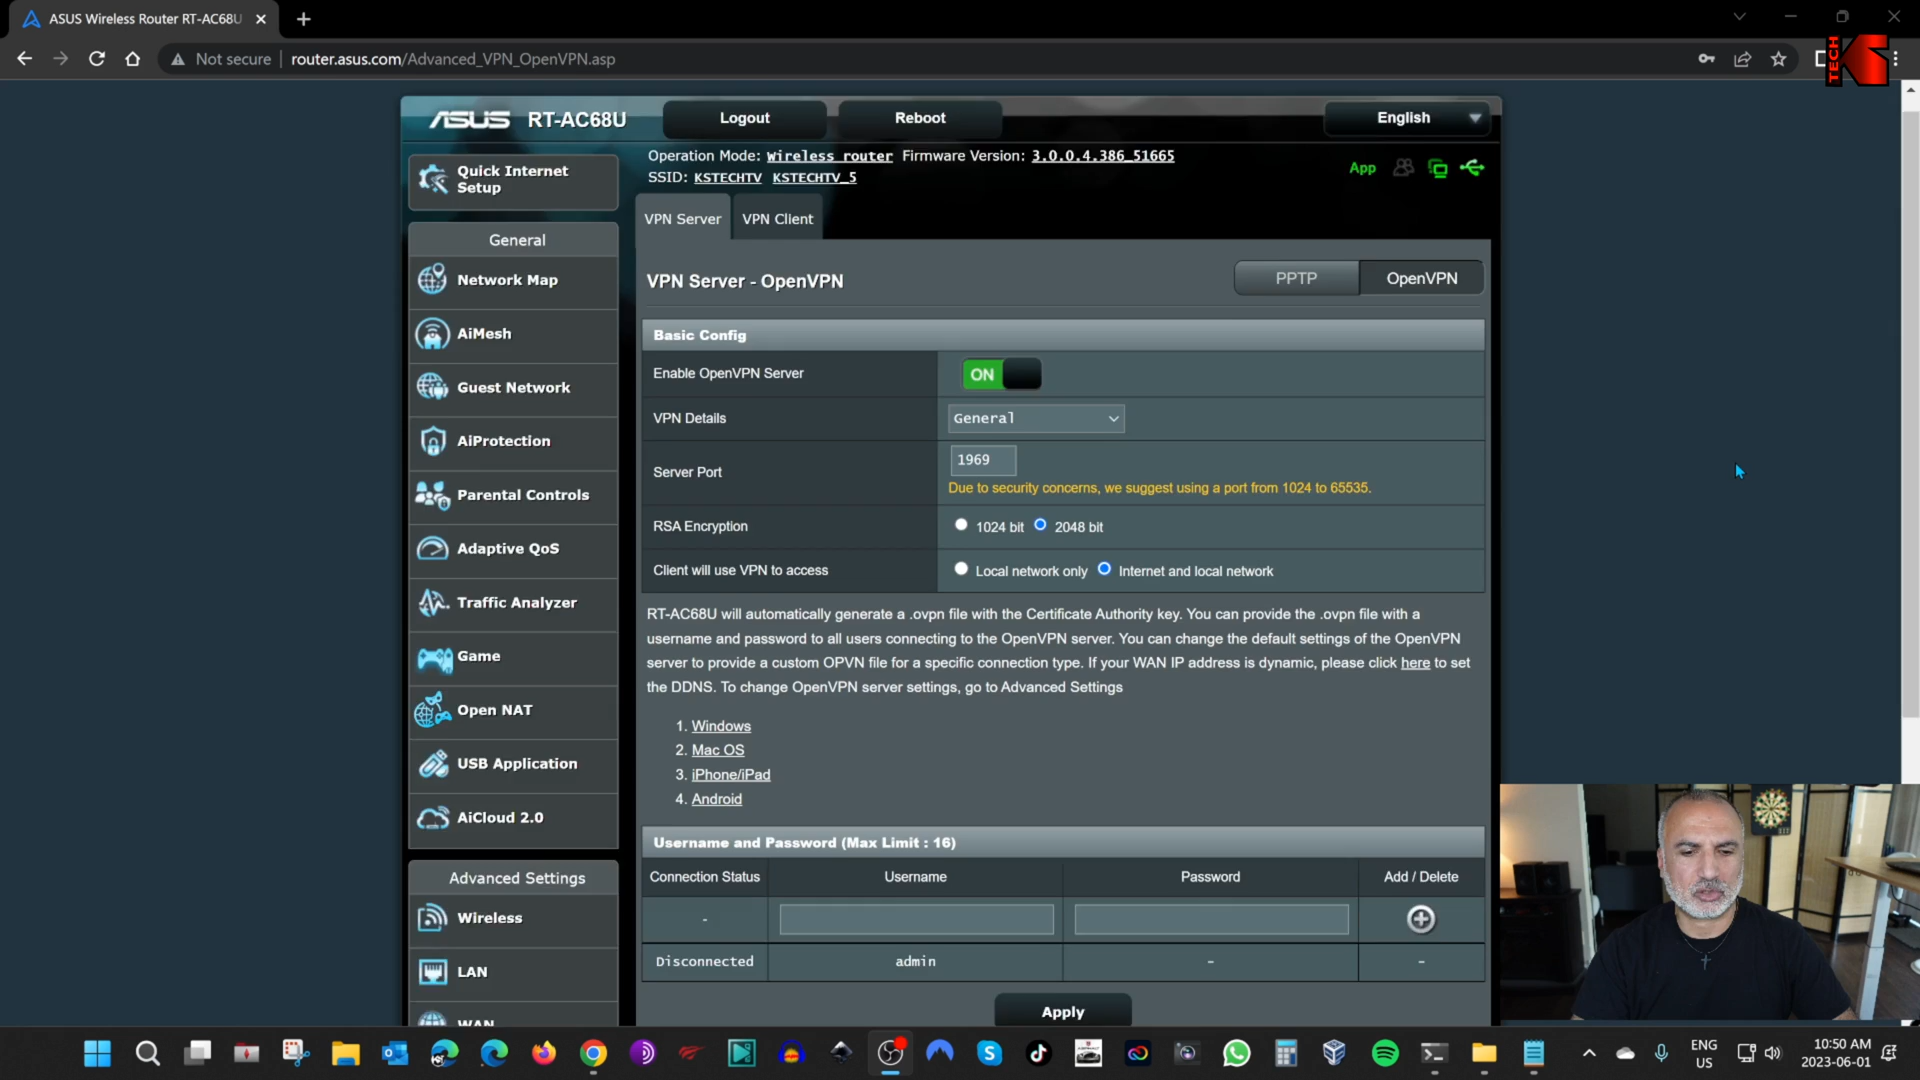 ASUS Wireless Router RT-AC68U
Not secure
router.asus.com/Advanced_VPN_OpenVPN.asp
TECH
ASUS RT-AC68U
Logout
Reboot
English
Quick Internet
Setup
Operation Mode: Wireless router Firmware Version: 3.0.0.4.386_51665
SSID: KSTECHTV KSTECHTV_5
App
General
VPN Server
VPN Client
Network Map
AiMesh
Guest Network
AiProtection
Parental Controls
Adaptive QoS
Traffic Analyzer
Game
Open NAT
USB Application
AiCloud 2.0
Advanced Settings
Wireless
LAN
WAN
VPN Server - OpenVPN
PPTP
OpenVPN
Basic Config
Enable OpenVPN Server
ON
VPN Details
General
Server Port
1969
Due to security concerns, we suggest using a port from 1024 to 65535.
RSA Encryption
1024 bit 2048 bit
Client will use VPN to access
Local network only Internet and local network
RT-AC68U will automatically generate a .ovpn file with the Certificate Authority key. You can provide the .ovpn file with a
username and password to all users connecting to the OpenVPN server. You can change the default settings of the OpenVPN
server to provide a custom OPVN file for a specific connection type. If your WAN IP address is dynamic, please click here to set
the DDNS. To change OpenVPN server settings, go to Advanced Settings
1. Windows
2. Mac OS
3. iPhone/iPad
4. Android
Username and Password (Max Limit : 16)
Connection Status Username Password Add / Delete
-
Disconnected admin - -
Apply
ENG
US
10:50 AM
2023-06-01